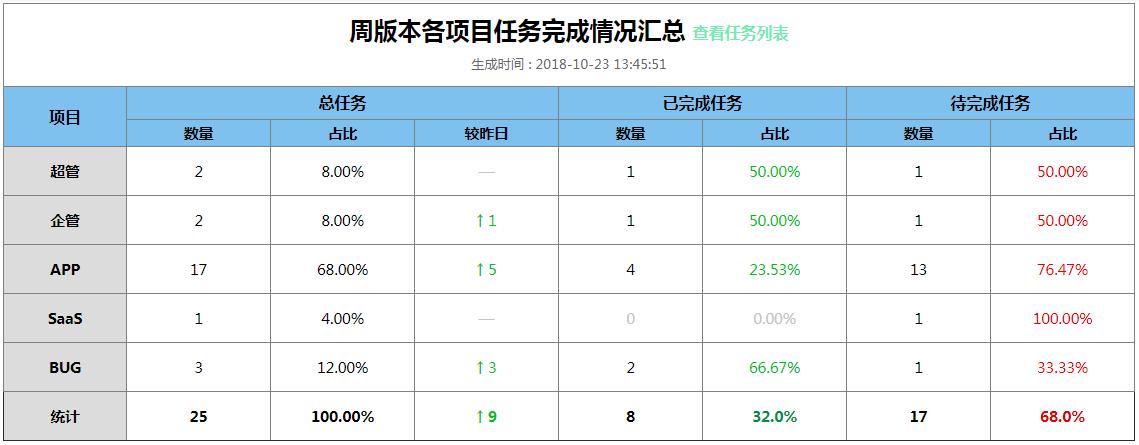 周版本各项目任务完成情况汇总 查看任务列表
生成时间 : 2018-10-23 13:45:51
项目 总任务 已完成任务 待完成任务
数量 占比 较昨日 数量 占比 数量 占比
超管 2 8.00% — 1 50.00% 1 50.00%
企管 2 8.00% ↑1 1 50.00% 1 50.00%
APP 17 68.00% ↑5 4 23.53% 13 76.47%
SaaS 1 4.00% — 0 0.00% 1 100.00%
BUG 3 12.00% ↑3 2 66.67% 1 33.33%
统计 25 100.00% ↑9 8 32.0% 17 68.0%